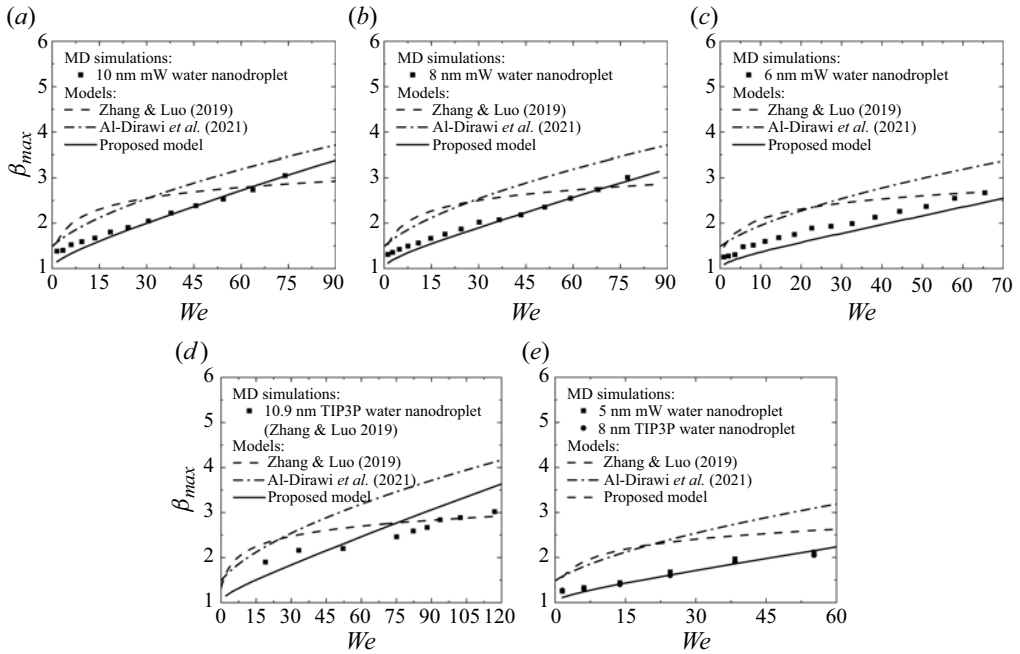 (a)
6
5
4
3
2
1
β_max
MD simulations:
10 nm mW water nanodroplet
Models:
Zhang & Luo (2019)
Al-Dirawi et al. (2021)
Proposed model
0 15 30 45 60 75 90
We
(b)
6
5
4
3
2
1
MD simulations:
8 nm mW water nanodroplet
Models:
Zhang & Luo (2019)
Al-Dirawi et al. (2021)
Proposed model
0 15 30 45 60 75 90
We
(c)
6
5
4
3
2
1
MD simulations:
6 nm mW water nanodroplet
Models:
Zhang & Luo (2019)
Al-Dirawi et al. (2021)
Proposed model
0 10 20 30 40 50 60 70
We
(d)
6
5
4
3
2
1
β_max
MD simulations:
10.9 nm TIP3P water nanodroplet
(Zhang & Luo 2019)
Models:
Zhang & Luo (2019)
Al-Dirawi et al. (2021)
Proposed model
0 15 30 45 60 75 90 105 120
We
(e)
6
5
4
3
2
1
MD simulations:
5 nm mW water nanodroplet
8 nm TIP3P water nanodroplet
Models:
Zhang & Luo (2019)
Al-Dirawi et al. (2021)
Proposed model
0 15 30 45 60
We